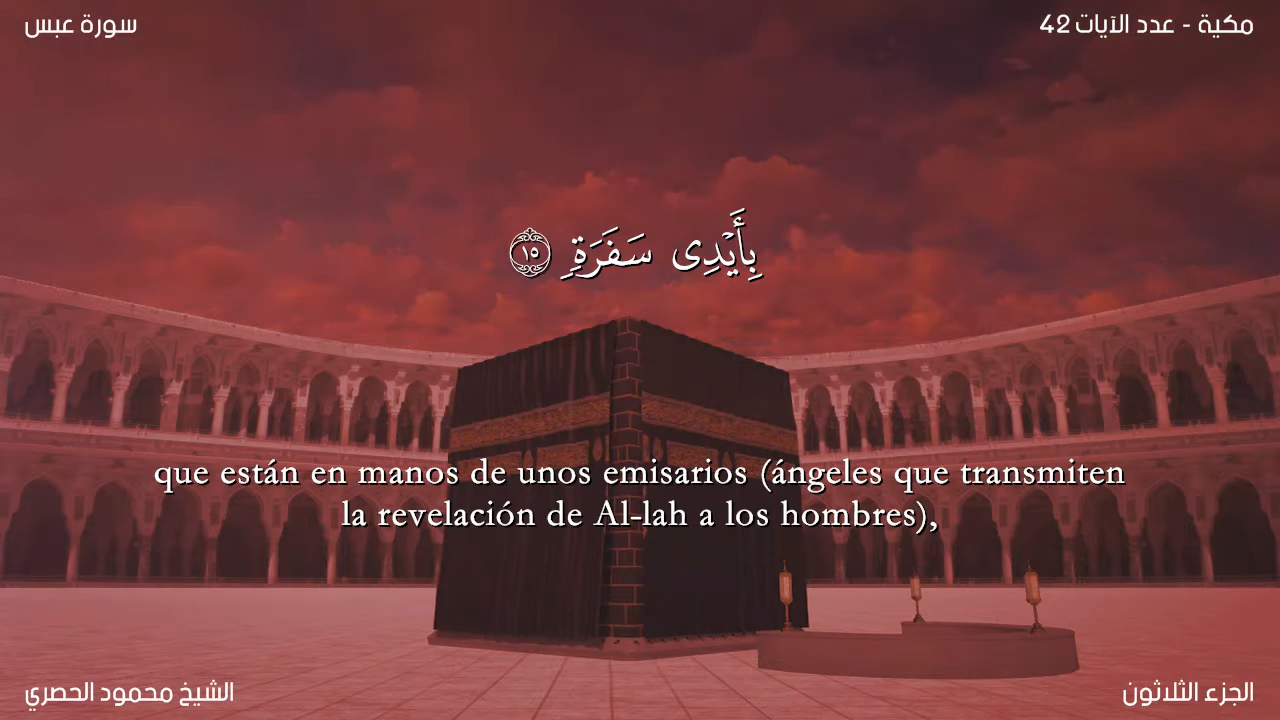 سورة عبس
مكية - عدد الآيات 42
بِأَيْدِى سَفَرَةٍ ١٥
que están en manos de unos emisarios (ángeles que transmiten
la revelación de Al-lah a los hombres),
الشيخ محمود الحصري
الجزء الثلاثون